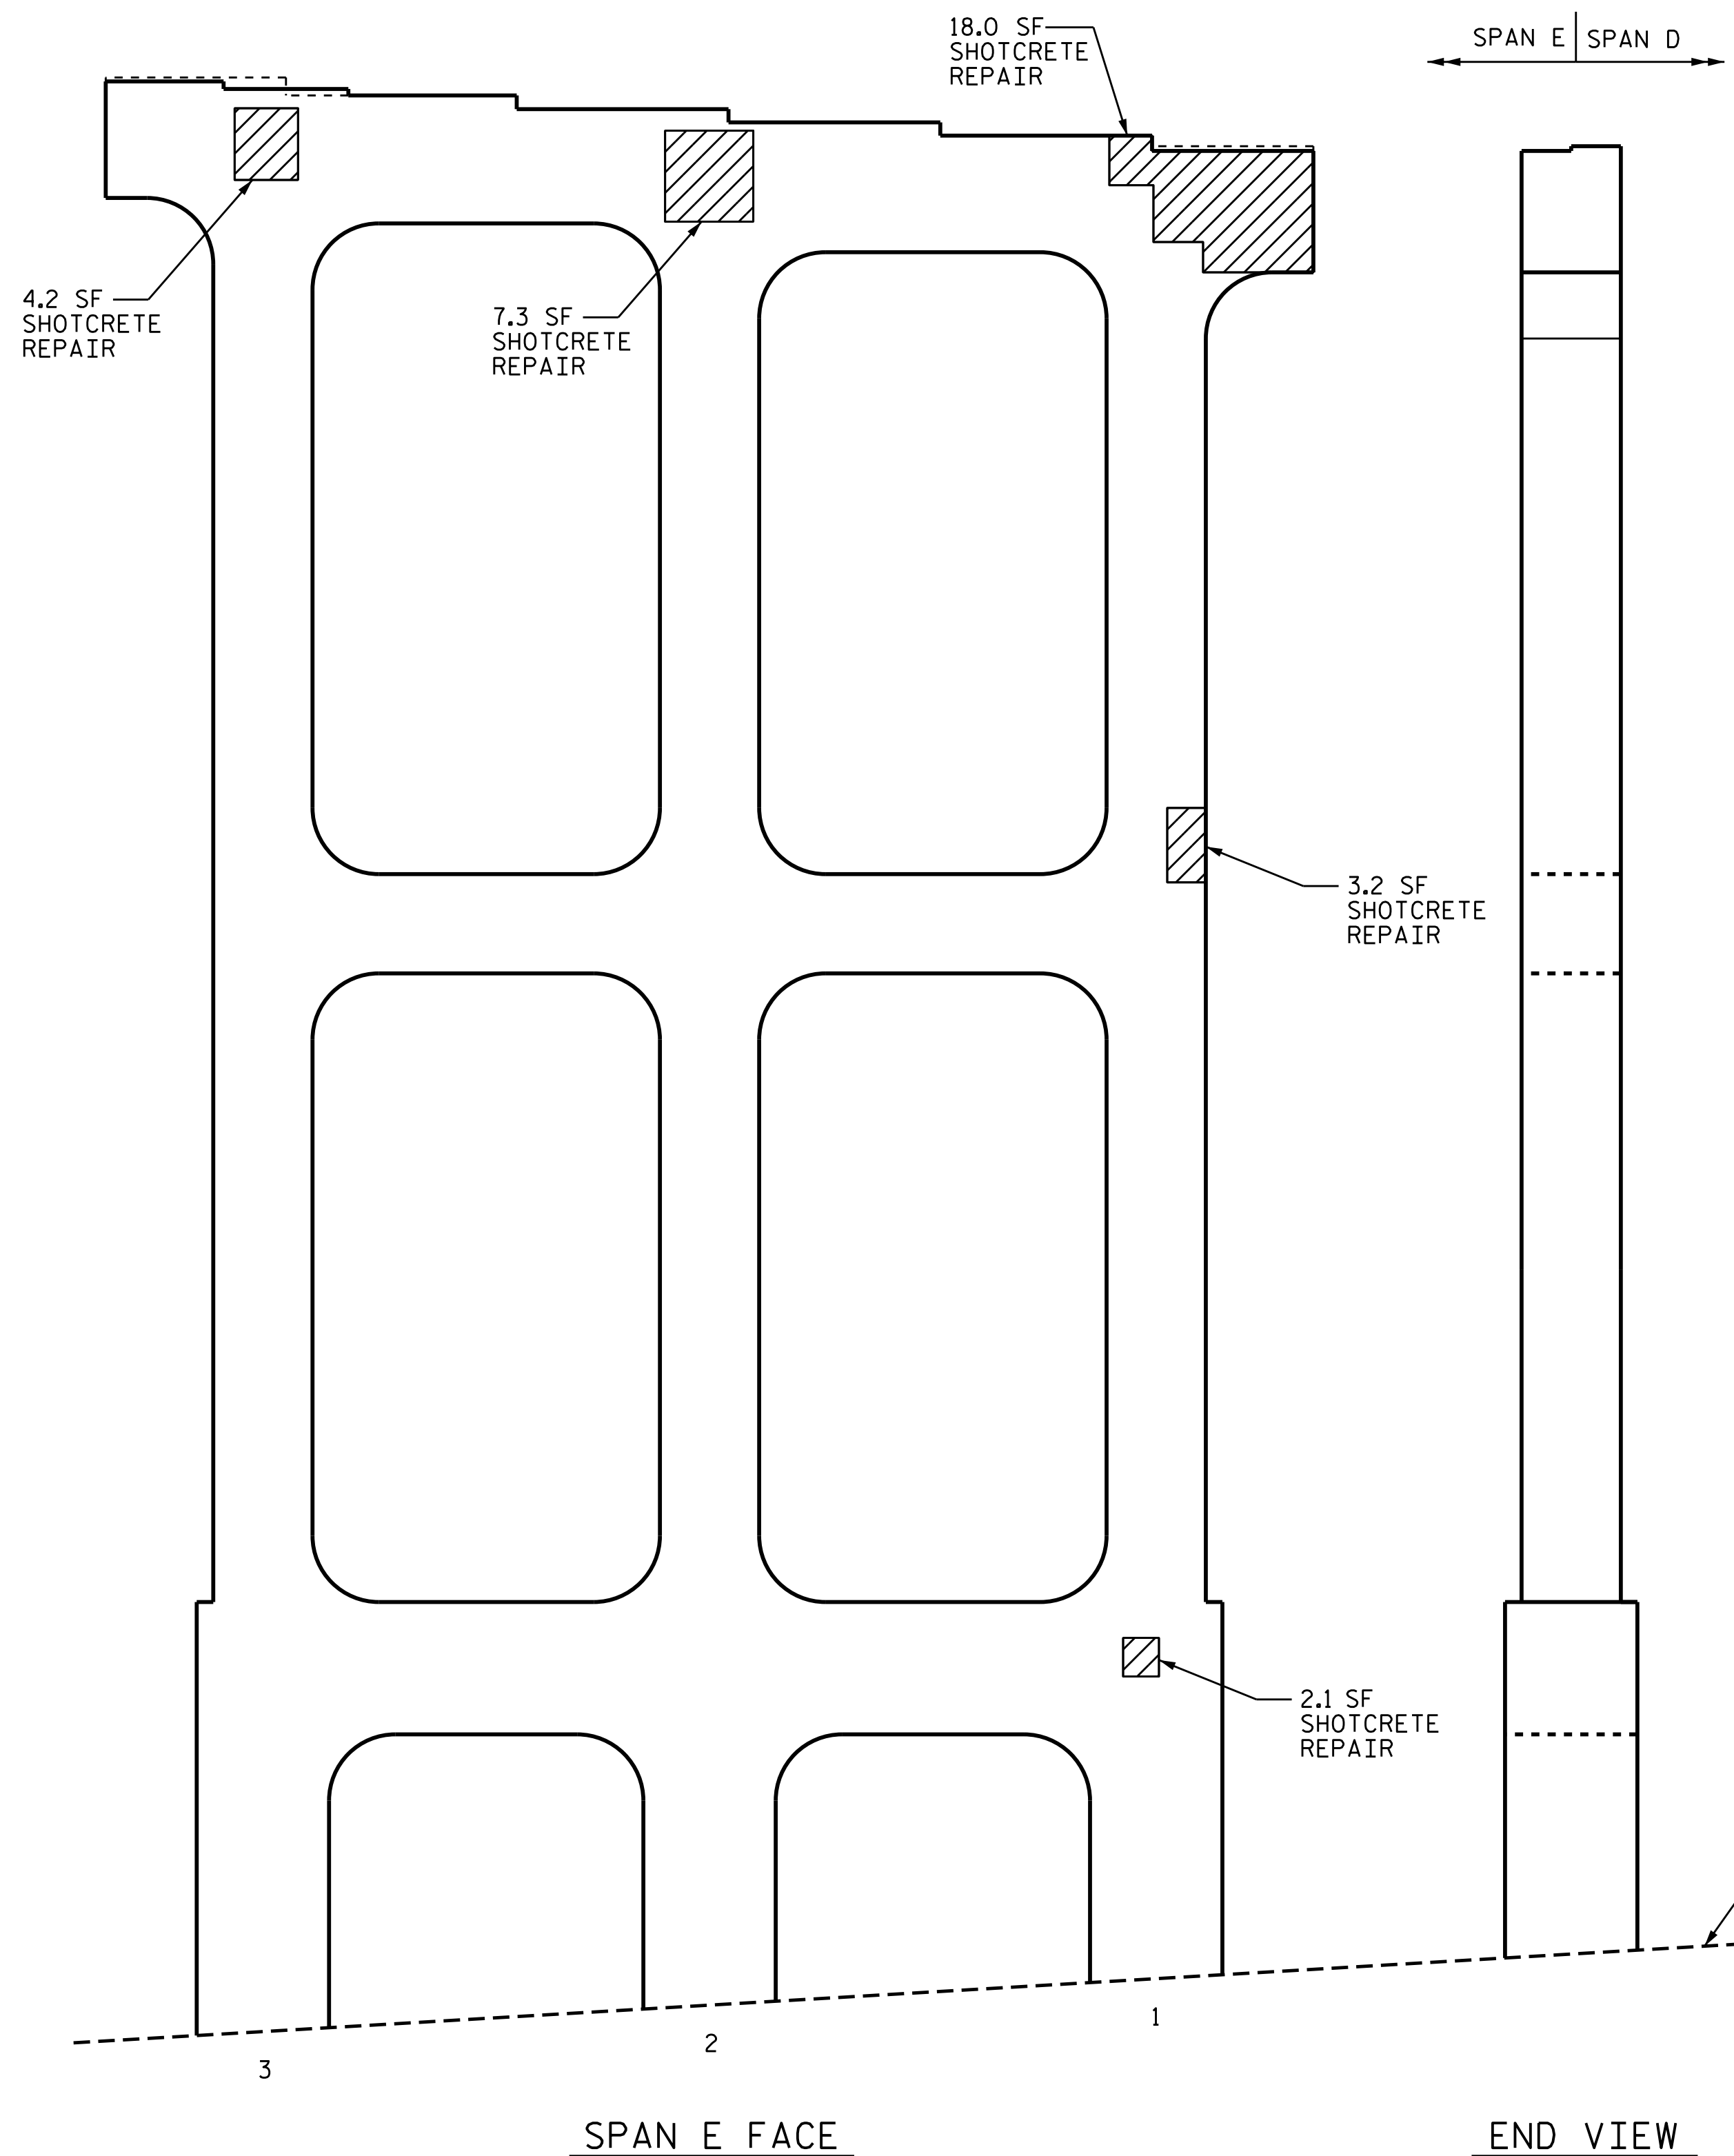 18.0 SF
SHOTCRETE
REPAIR
SPAN E
SPAN D
4.2 SF
SHOTCRETE
REPAIR
7.3 SF
SHOTCRETE
REPAIR
3.2 SF
SHOTCRETE
REPAIR
2.1 SF
SHOTCRETE
REPAIR
1
2
3
SPAN E FACE
END VIEW